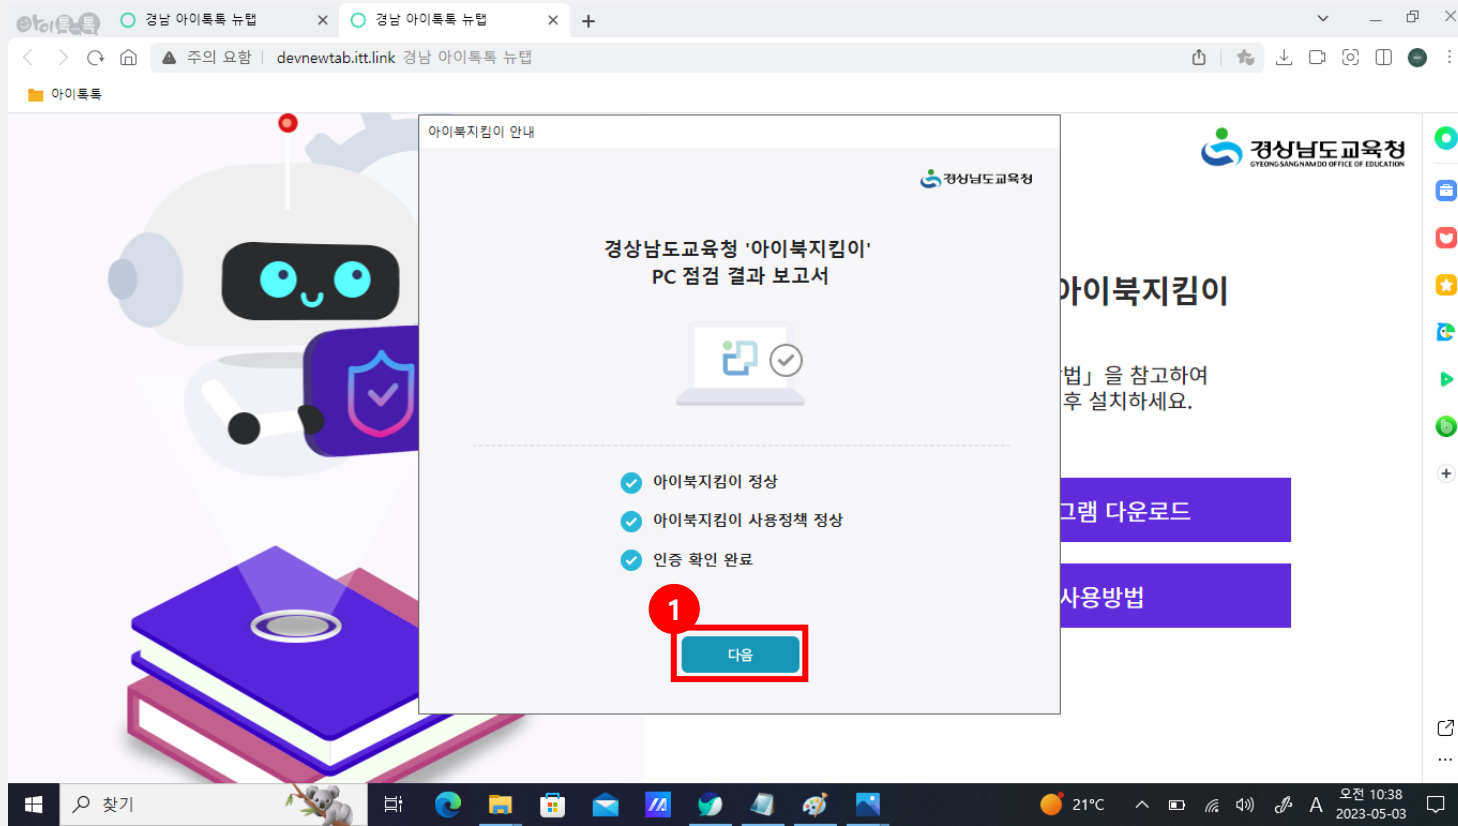 아이톡톡
경남 아이톡톡 뉴탭
경남 아이톡톡 뉴탭
주의 요함
devnewtab.itt.link 경남 아이톡톡 뉴탭
아이톡톡
아이북지킴이 안내
경상남도교육청
경상남도교육청 '아이북지킴이'
PC 점검 결과 보고서
아이북지킴이 정상
아이북지킴이 사용정책 정상
인증 확인 완료
1
다음
경상남도교육청
GYEONGSANGNAMDO OFFICE OF EDUCATION
아이북지킴이
법」을 참고하여
후 설치하세요.
그램 다운로드
사용방법
찾기
21°C
A
오전 10:38
2023-05-03